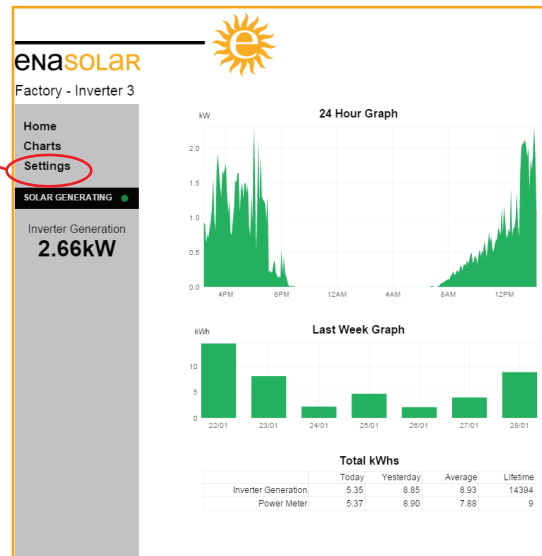 enasolar
Factory - Inverter 3
Home
Charts
Settings
SOLAR GENERATING
Inverter Generation
2.66kW
24 Hour Graph
kW
2.0
1.5
1.0
0.5
0.0
4PM 8PM 12AM 4AM 8AM 12PM
Last Week Graph
kWh
10
5
0
22/01 23/01 24/01 25/01 26/01 27/01 28/01
Total kWhs
Today Yesterday Average Lifetime
Inverter Generation 5.35 8.85 8.93 14394
Power Meter 5.37 8.90 7.88 9